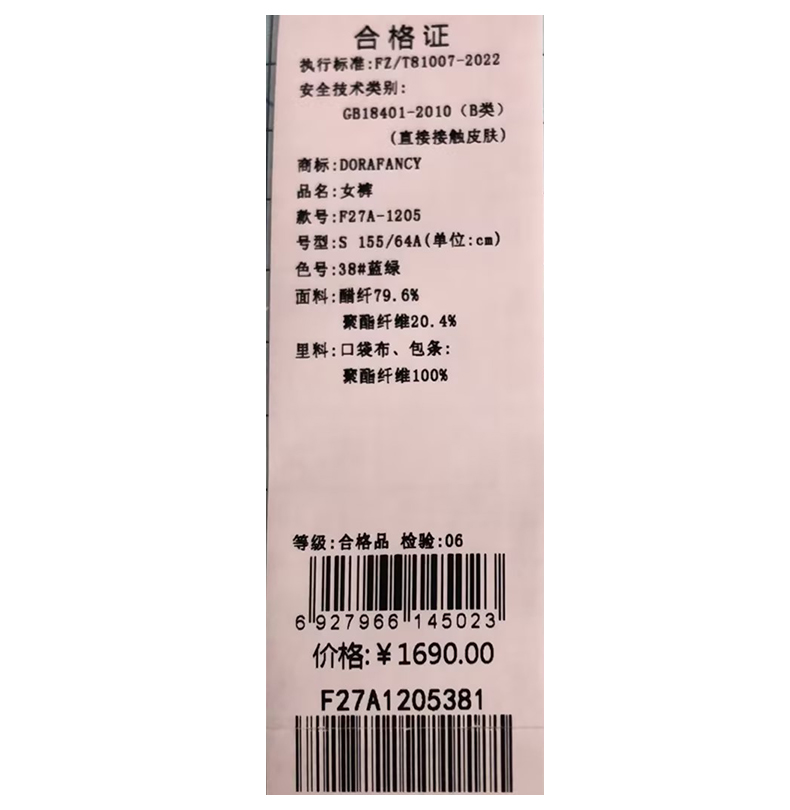 合格证
执行标准:FZ/T81007-2022
安全技术类别:
GB18401-2010（B类）
(直接接触皮肤)
商标:DORAFANCY
品名:女裤
款号:F27A-1205
号型:S 155/64A(单位:cm)
色号:38#蓝绿
面料:醋纤79.6%
聚酯纤维20.4%
里料:口袋布、包条:
聚酯纤维100%
等级:合格品 检验:06
6 927966 145023
价格:￥1690.00
F27A1205381